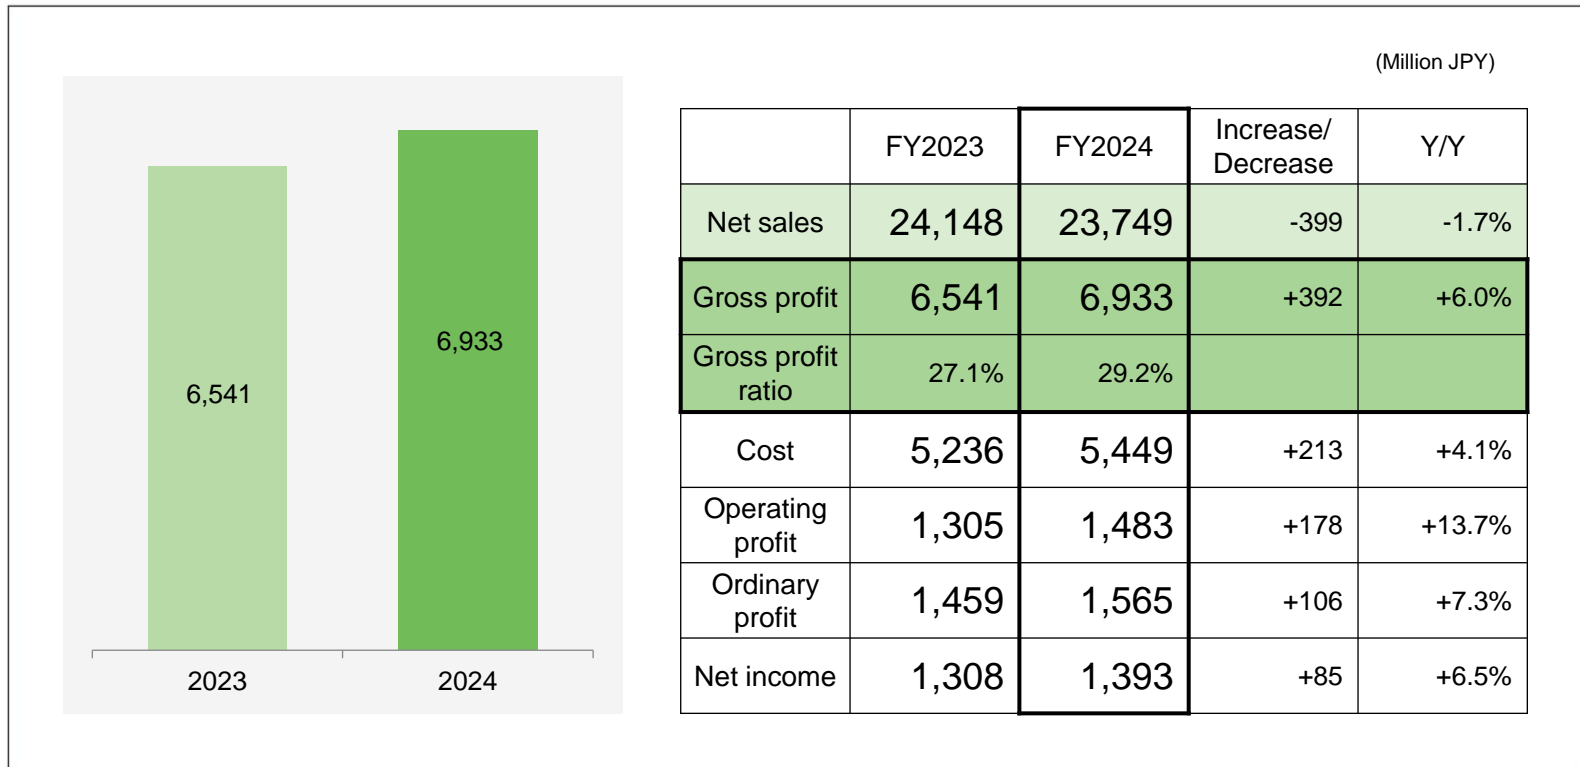 (Million JPY)
6,541
6,933
2023
2024
FY2023 FY2024 Increase/ Y/Y
Decrease
Net sales 24,148 23,749 -399 -1.7%
Gross profit 6,541 6,933 +392 +6.0%
Gross profit
ratio 27.1% 29.2%
Cost 5,236 5,449 +213 +4.1%
Operating
profit 1,305 1,483 +178 +13.7%
Ordinary
profit 1,459 1,565 +106 +7.3%
Net income 1,308 1,393 +85 +6.5%